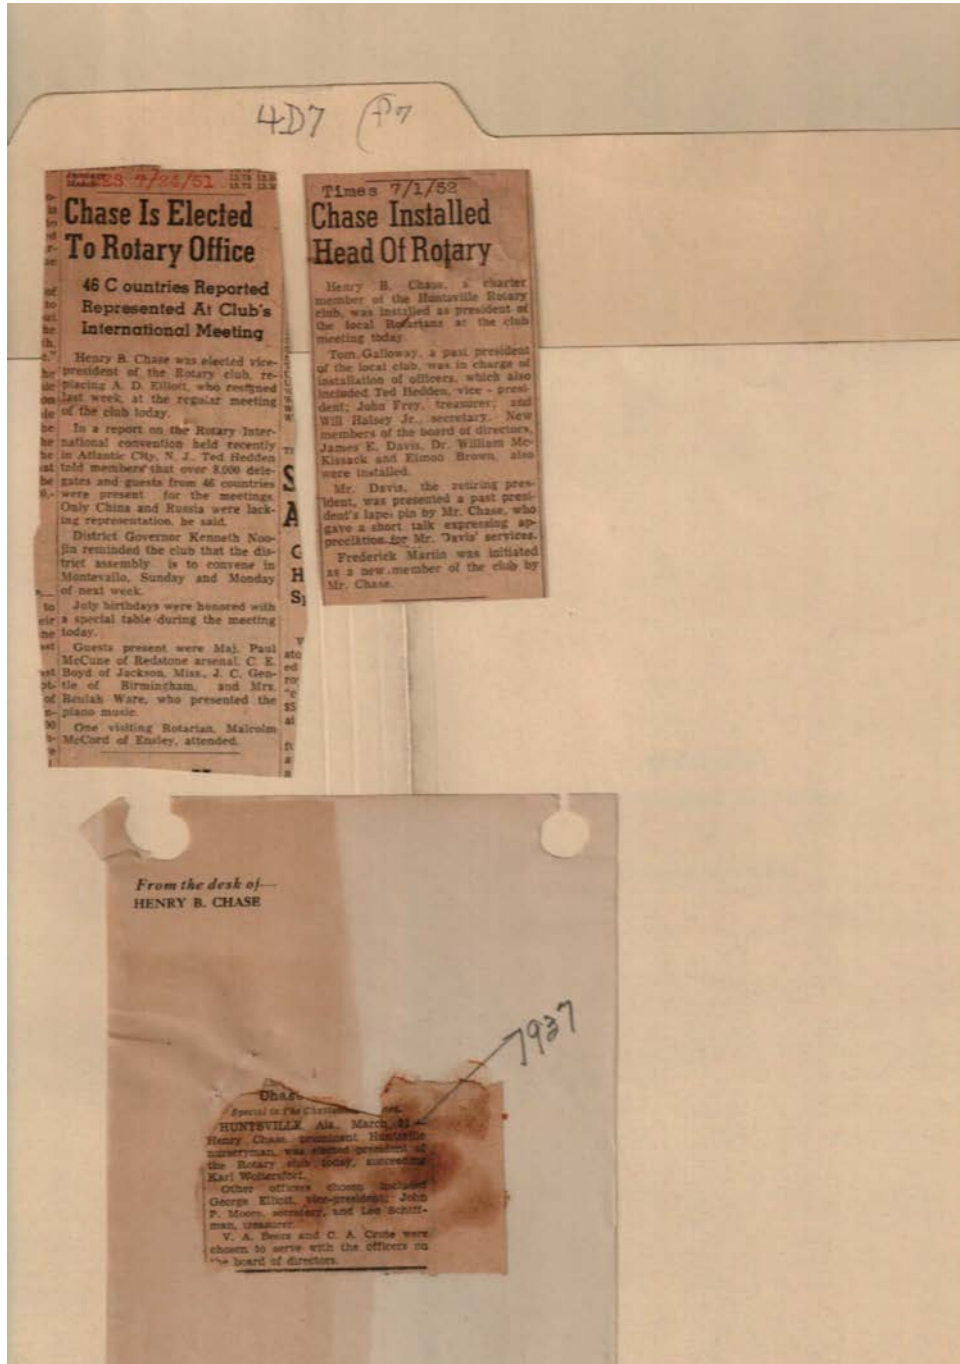 4D7
7/24/51
Chase Is Elected
To Rotary Office
46 C ountries Reported
Represented At Club's
International Meeting
Henry B. Chase was elected vice-
president of the Rotary club, re-
placing A. D. Elliott, who resigned
last week, at the regular meeting
of the club today.
In a report on the Rotary Inter-
national convention held recently
in Atlantic City, N. J., Ted Hedden
told members that over 8,000 dele-
gates and guests from 46 countries
were present for the meetings.
Only China and Russia were lack-
ing representation, he said.
District Governor Kenneth Noo-
jin reminded the club that the dis-
trict assembly is to convene in
Montevallo, Sunday and Monday
of next week.
July birthdays were honored with
a special table during the meeting
today.
Guests present were Maj. Paul
McCune of Redstone arsenal, C. E.
Boyd of Jackson, Miss., J. C. Gen-
tle of Birmingham, and Mrs.
Beulah Ware, who presented the
piano music.
One visiting Rotarian, Malcolm
McCord of Ensley, attended.
Times 7/1/52
Chase Installed
Head Of Rotary
Henry B. Chase, a charter
member of the Huntsville Rotary
club, was installed as president of
the local Rotarians at the club
meeting today.
Tom Galloway, a past president
of the local club, was in charge of
installation of officers, which also
included Ted Hedden, vice - presi-
dent; John Frey, treasurer; and
Will Halsey Jr., secretary. New
members of the board of directors,
James E. Davis, Dr. William Mc-
Kissack and Elmon Brown, also
were installed.
Mr. Davis, the retiring pres-
ident, was presented a past presi-
dent's lapel pin by Mr. Chase, who
gave a short talk expressing ap-
preciation for Mr. Davis' services.
Frederick Martin was initiated
as a new member of the club by
Mr. Chase.
From the desk of—
HENRY B. CHASE
1937
Chase
Special to The
HUNTSVILLE, Ala., March
Henry Chase, prominent Huntsville
nurseryman, was elected president of
the Rotary club today, succeeding
Karl Woltersfort.
Other officers chosen included
George Elliott, vice-president; John
P. Moore, secretary, and Lee Schiff-
man, treasurer.
V. A. Beers and C. A. Crute were
chosen to serve with the officers on
the board of directors.